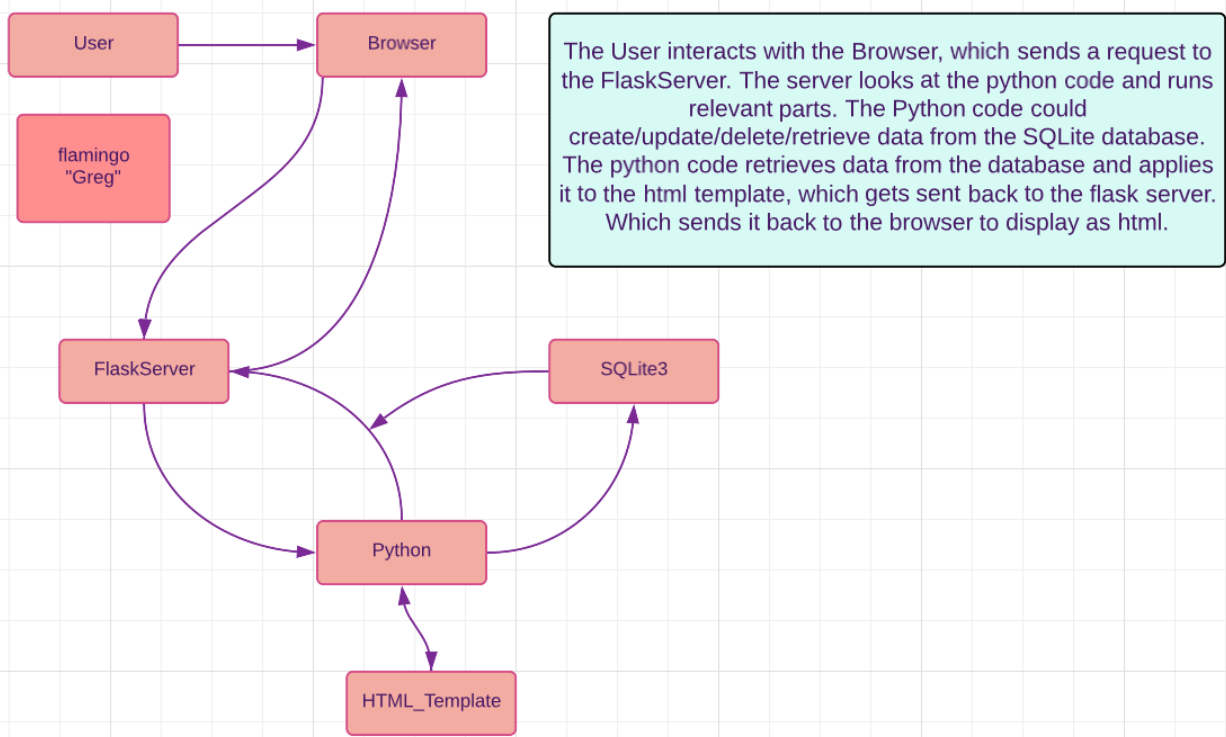 User
Browser
The User interacts with the Browser, which sends a request to
the FlaskServer. The server looks at the python code and runs
relevant parts. The Python code could
create/update/delete/retrieve data from the SQLite database.
The python code retrieves data from the database and applies
it to the html template, which gets sent back to the flask server.
Which sends it back to the browser to display as html.
flamingo
"Greg"
FlaskServer
SQLite3
Python
HTML_Template